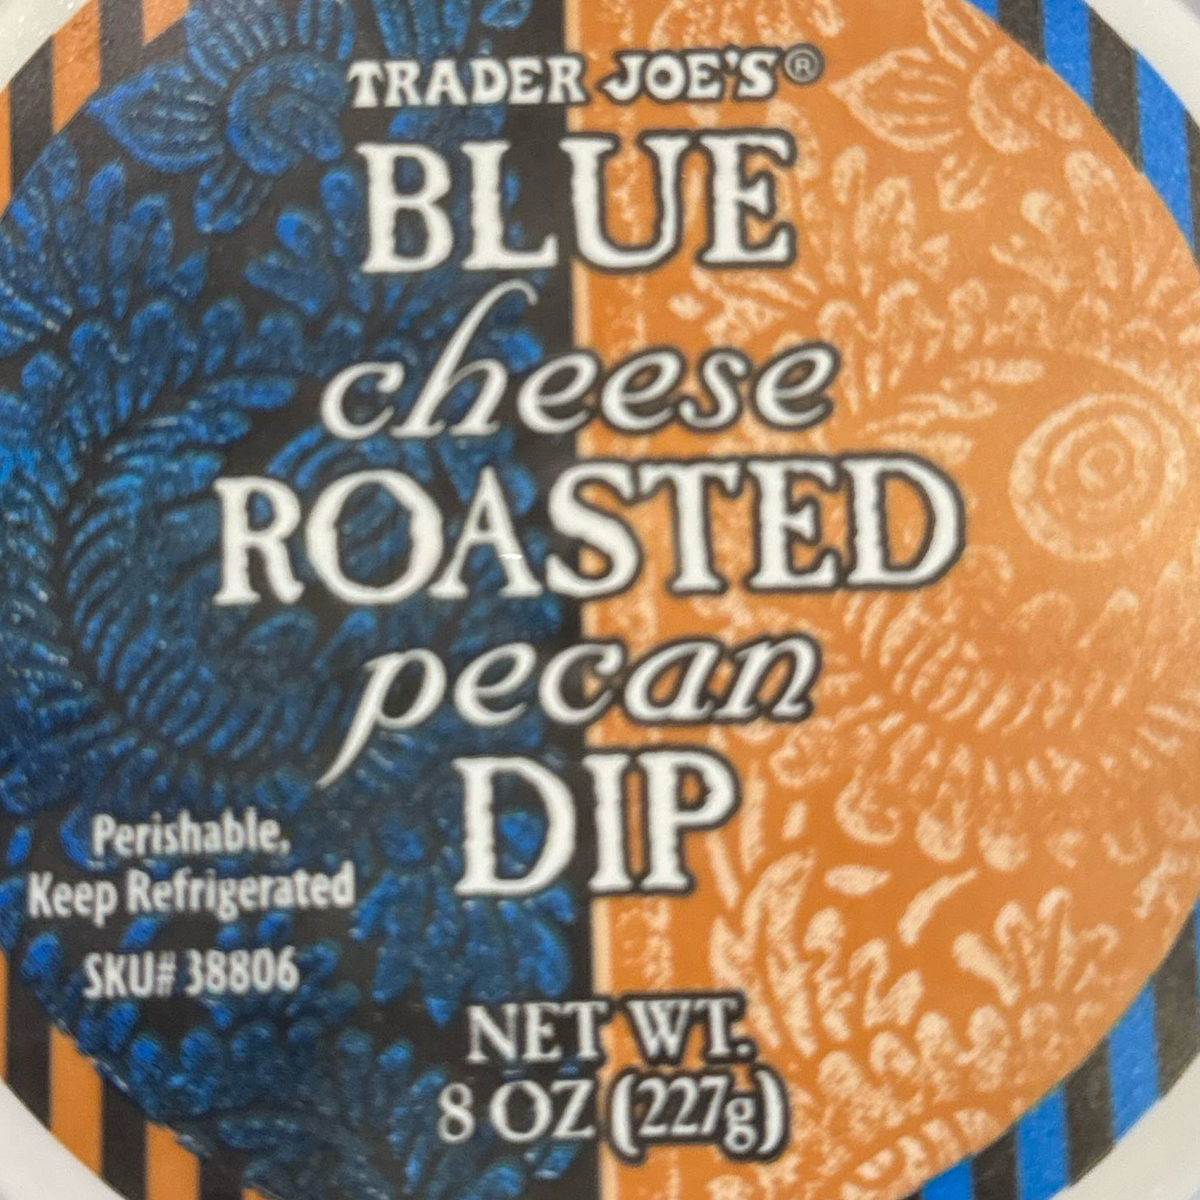 TRADER JOE'S®
BLUE
cheese
ROASTED
pecan
DIP
Perishable,
Keep Refrigerated
SKU# 38806
NET WT.
8 OZ (227g)